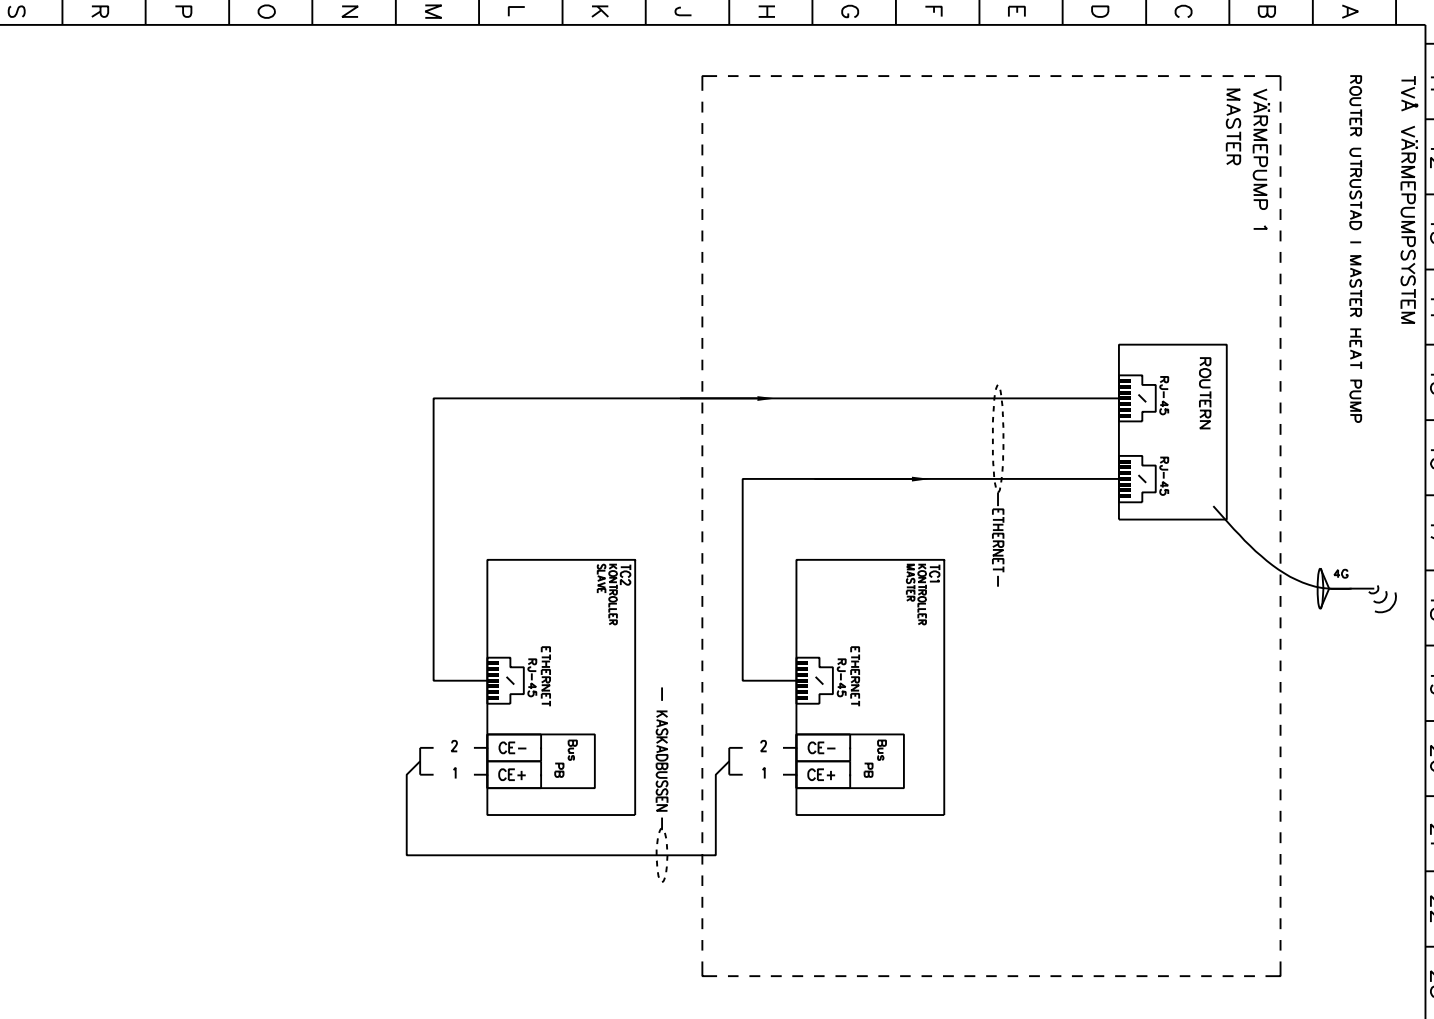 TVÅ VÄRMEPUMPSYSTEM
ROUTER UTRUSTAD I MASTER HEAT PUMP
A
B
C
D
E
F
G
H
J
K
L
M
N
O
P
R
S
VÄRMEPUMP 1
MASTER
4G
ROUTERN
RJ-45
RJ-45
ETHERNET
TC1
KONTROLLER
MASTER
ETHERNET
RJ-45
Bus
PB
CE-
CE+
2
1
KASKADBUSSEN
TC2
KONTROLLER
SLAVE
ETHERNET
RJ-45
Bus
PB
CE-
CE+
2
1